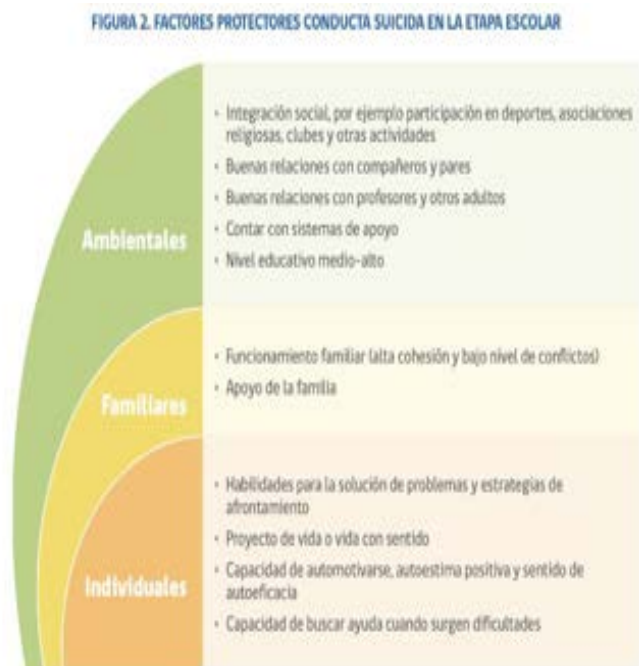 FIGURA 2. FACTORES PROTECTORES CONDUCTA SUICIDA EN LA ETAPA ESCOLAR
Ambientales
• Integración social, por ejemplo participación en deportes, asociaciones
religiosas, clubes y otras actividades
• Buenas relaciones con compañeros y pares
• Buenas relaciones con profesores y otros adultos
• Contar con sistemas de apoyo
• Nivel educativo medio-alto
Familiares
• Funcionamiento familiar (alta cohesión y bajo nivel de conflictos)
• Apoyo de la familia
Individuales
• Habilidades para la solución de problemas y estrategias de
afrontamiento
• Proyecto de vida o vida con sentido
• Capacidad de automotivarse, autoestima positiva y sentido de
autoeficacia
• Capacidad de buscar ayuda cuando surgen dificultades